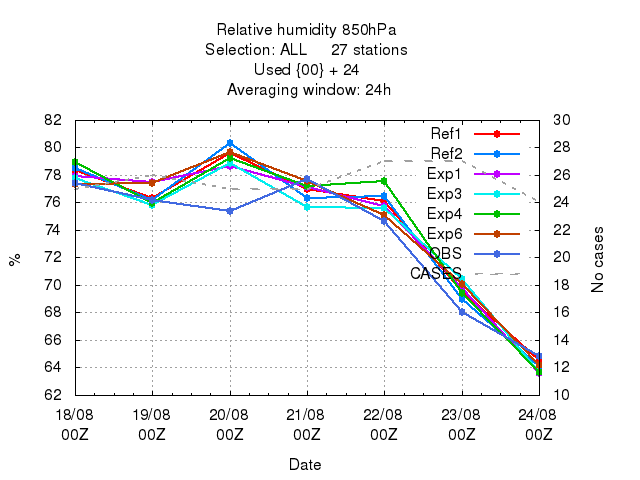 Relative humidity 850hPa
Selection: ALL 27 stations
Used {00} + 24
Averaging window: 24h
82 30
80 28
78 26
76 24
74 22
72 20
70 18
68 16
66 14
64 12
62 10
Ref1
Ref2
Exp1
Exp3
Exp4
Exp6
OBS
CASES
%
No cases
18/08 19/08 20/08 21/08 22/08 23/08 24/08
00Z 00Z 00Z 00Z 00Z 00Z 00Z
Date